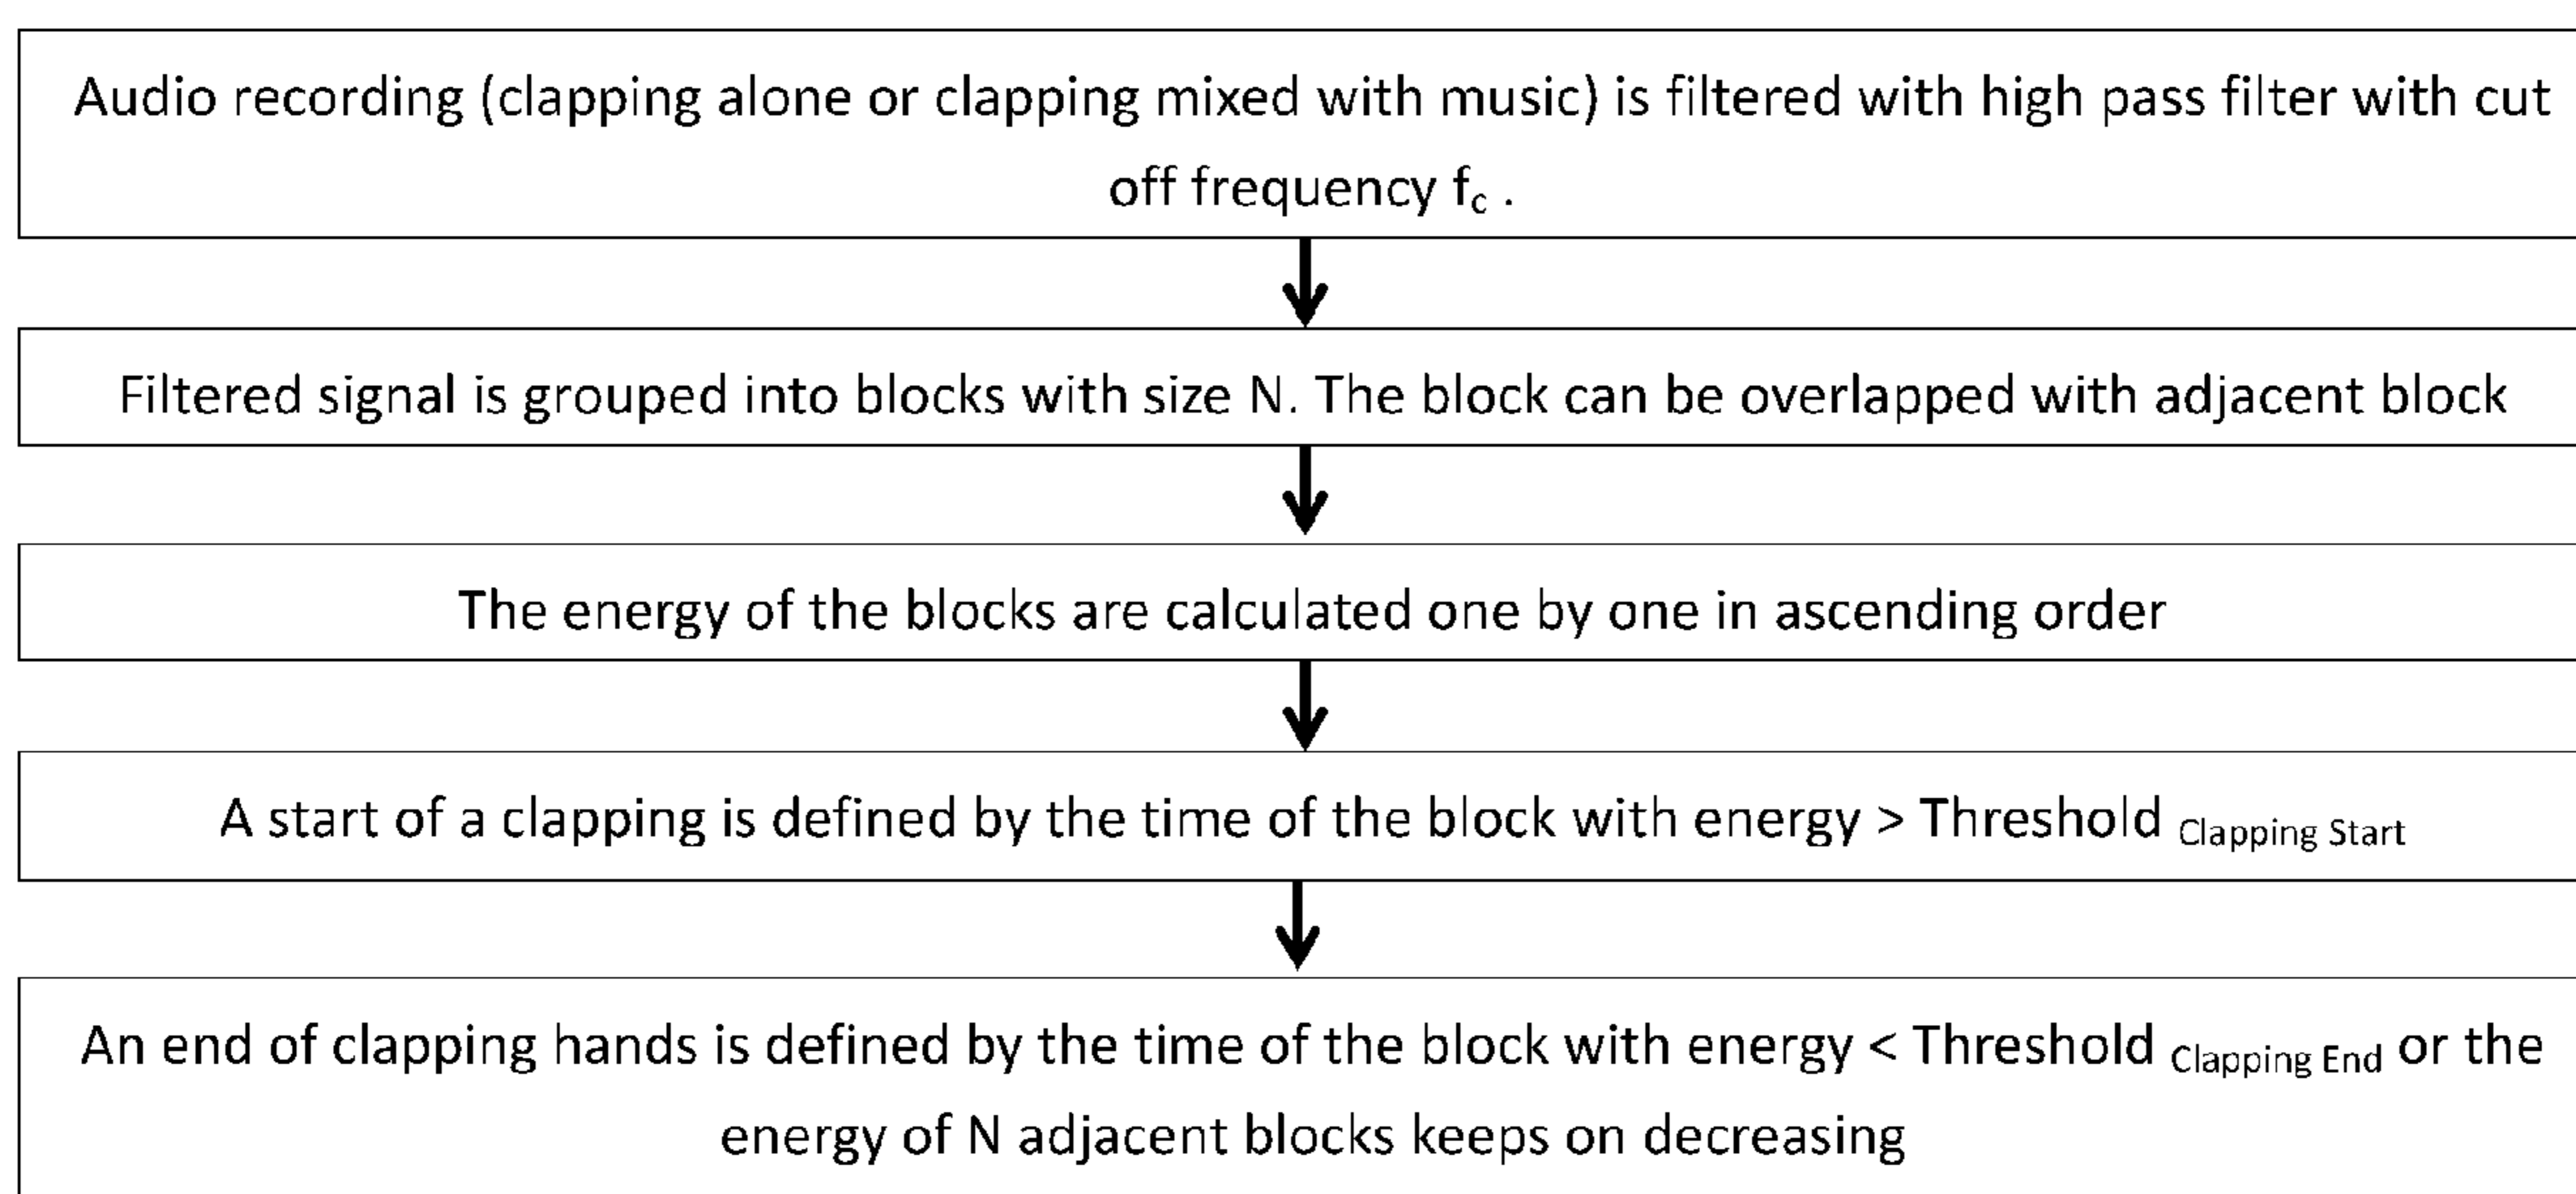 Audio recording (clapping alone or clapping mixed with music) is filtered with high pass filter with cut
off frequency fc .
Filtered signal is grouped into blocks with size N. The block can be overlapped with adjacent block
The energy of the blocks are calculated one by one in ascending order
A start of a clapping is defined by the time of the block with energy > Threshold Clapping Start
An end of clapping hands is defined by the time of the block with energy < Threshold Clapping End or the
energy of N adjacent blocks keeps on decreasing